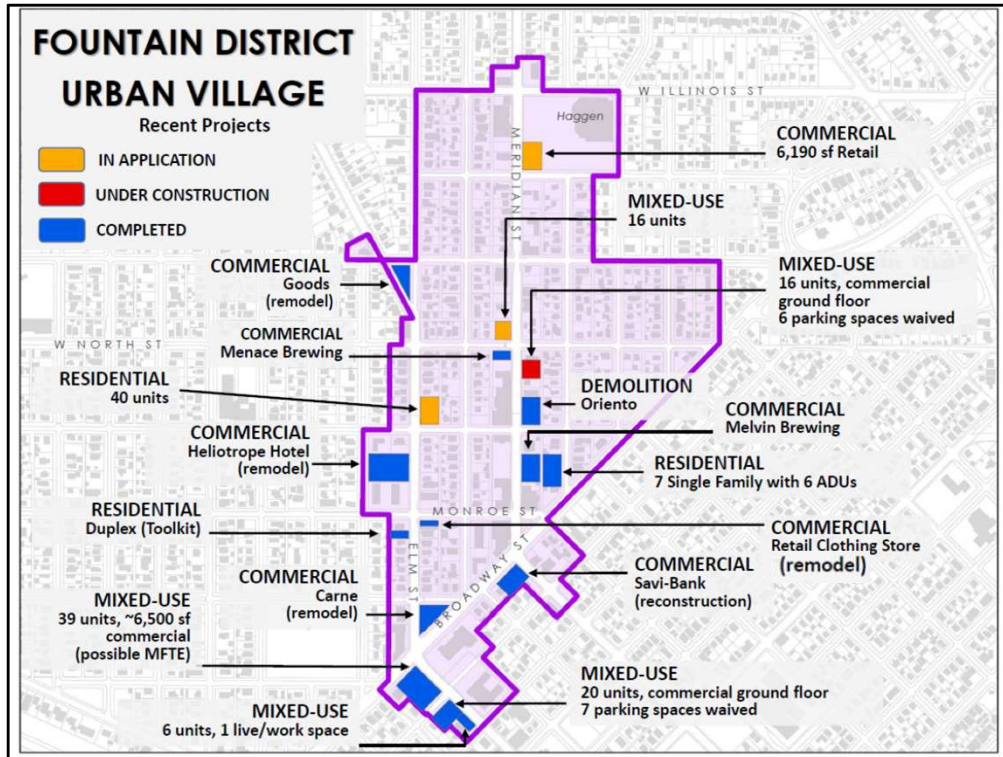 FOUNTAIN DISTRICT
URBAN VILLAGE
Recent Projects
IN APPLICATION
UNDER CONSTRUCTION
COMPLETED
W ILLINOIS ST
Haggen
MERIDIAN ST
COMMERCIAL
6,190 sf Retail
MIXED-USE
16 units
MIXED-USE
16 units, commercial
ground floor
6 parking spaces waived
COMMERCIAL
Goods
(remodel)
W NORTH ST
COMMERCIAL
Menace Brewing
RESIDENTIAL
40 units
DEMOLITION
Oriento
COMMERCIAL
Melvin Brewing
COMMERCIAL
Heliotrope Hotel
(remodel)
RESIDENTIAL
7 Single Family with 6 ADUs
MONROE ST
RESIDENTIAL
Duplex (Toolkit)
COMMERCIAL
Retail Clothing Store
(remodel)
ELM ST
BROADWAY ST
COMMERCIAL
Savi-Bank
(reconstruction)
COMMERCIAL
Carne
(remodel)
MIXED-USE
39 units, ~6,500 sf
commercial
(possible MFTE)
MIXED-USE
20 units, commercial ground floor
7 parking spaces waived
MIXED-USE
6 units, 1 live/work space